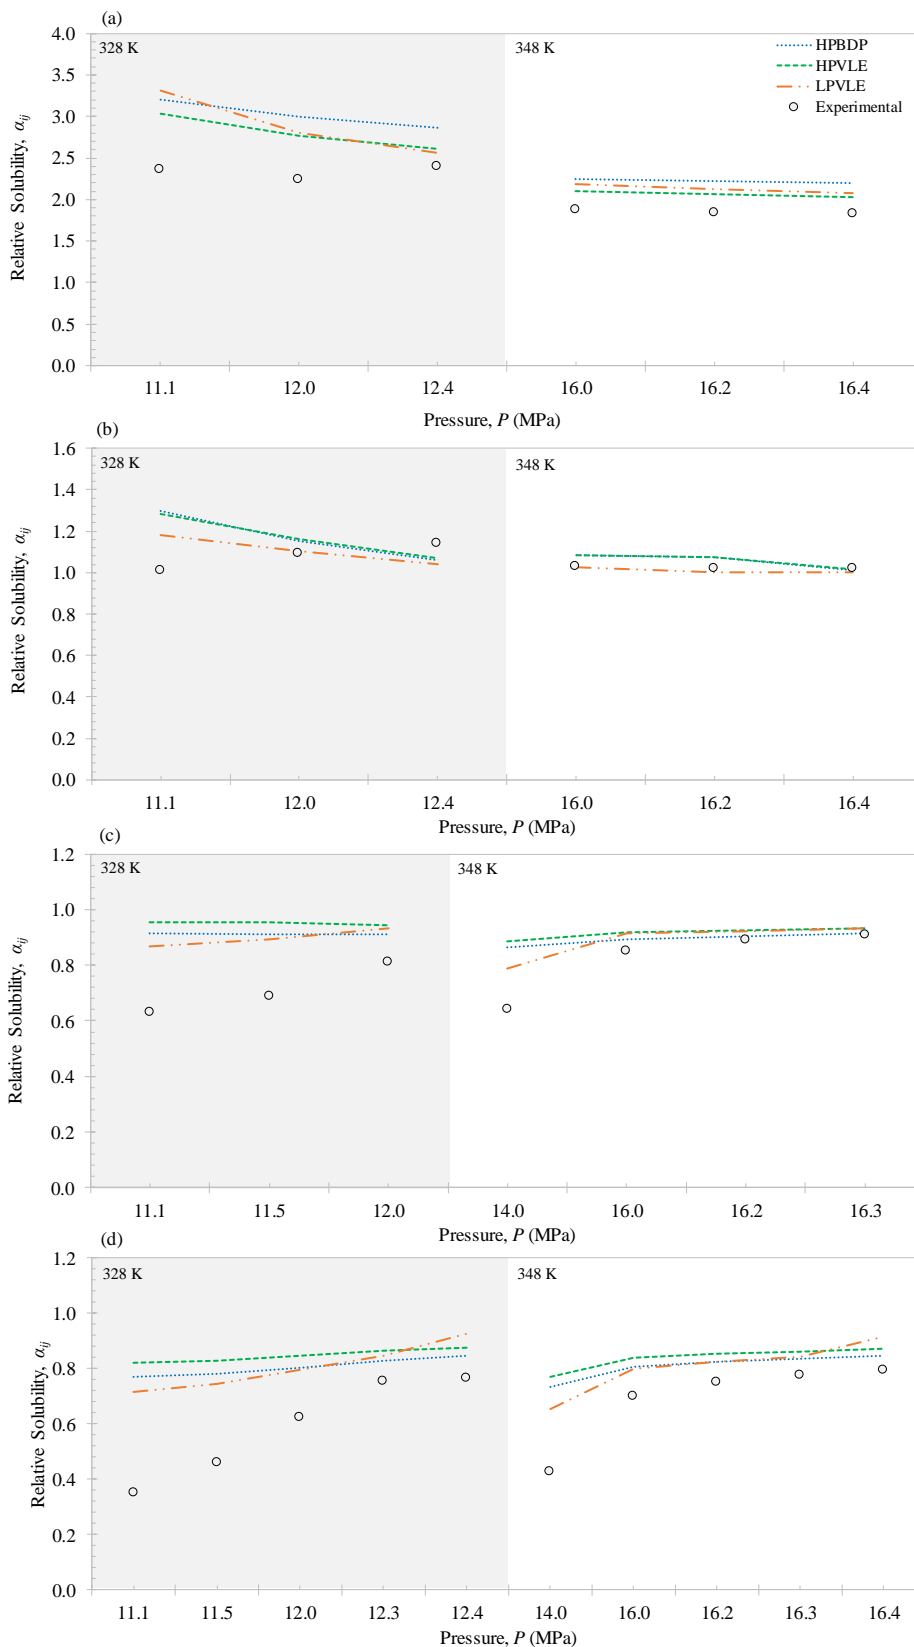 (a)
4.0
3.5
3.0
2.5
2.0
1.5
1.0
0.5
0.0
Relative Solubility, αij
328 K
348 K
HPBDP
HPVLE
LPVLE
Experimental
11.1 12.0 12.4 16.0 16.2 16.4
Pressure, P (MPa)
(b)
1.6
1.4
1.2
1.0
0.8
0.6
0.4
0.2
0.0
Relative Solubility, αij
328 K
348 K
11.1 12.0 12.4 16.0 16.2 16.4
Pressure, P (MPa)
(c)
1.2
1.0
0.8
0.6
0.4
0.2
0.0
Relative Solubility, αij
328 K
348 K
11.1 11.5 12.0 14.0 16.0 16.2 16.3
Pressure, P (MPa)
(d)
1.2
1.0
0.8
0.6
0.4
0.2
0.0
Relative Solubility, αij
328 K
348 K
11.1 11.5 12.0 12.3 12.4 14.0 16.0 16.2 16.3 16.4
Pressure, P (MPa)